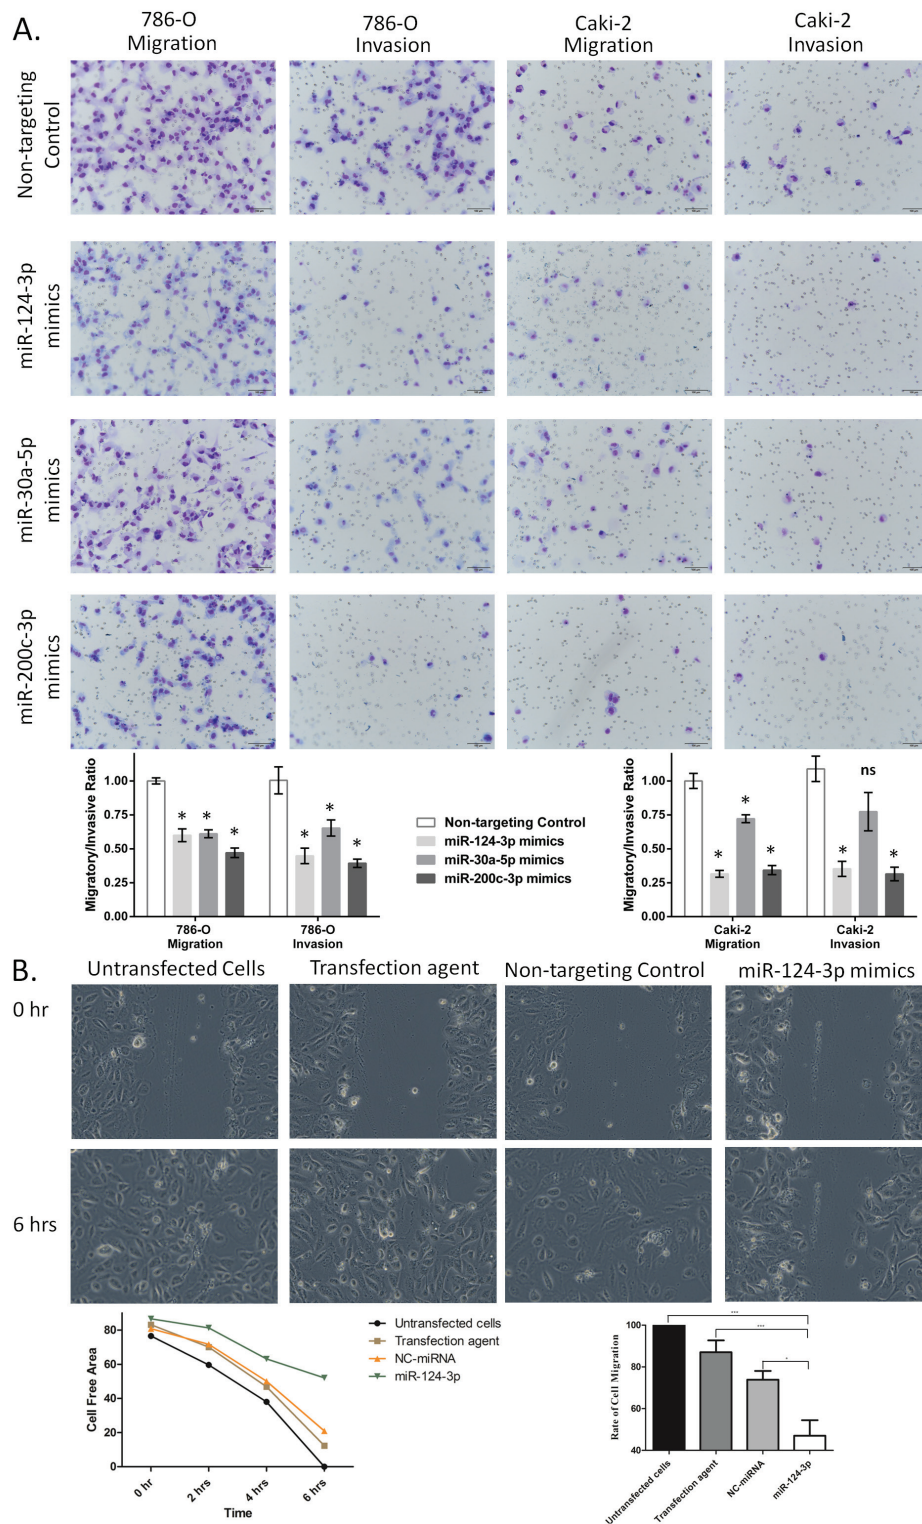 A.
786-O
Migration
786-O
Invasion
Caki-2
Migration
Caki-2
Invasion
Non-targeting
Control
miR-124-3p
mimics
miR-30a-5p
mimics
miR-200c-3p
mimics
Migratory/Invasive Ratio
1.00
0.75
0.50
0.25
0.00
* * *
* * *
786-O
Migration
786-O
Invasion
Non-targeting Control
miR-124-3p mimics
miR-30a-5p mimics
miR-200c-3p mimics
Migratory/Invasive Ratio
1.00
0.75
0.50
0.25
0.00
* * *
* ns *
Caki-2
Migration
Caki-2
Invasion
B.
Untransfected Cells
Transfection agent
Non-targeting Control
miR-124-3p mimics
0 hr
6 hrs
Cell Free Area
80
60
40
20
0
0 hr
2 hrs
4 hrs
6 hrs
Time
Untransfected cells
Transfection agent
NC-miRNA
miR-124-3p
Rate of Cell Migration
100
80
60
40
***
***
*
Untransfected cells
Transfection agent
NC-miRNA
miR-124-3p